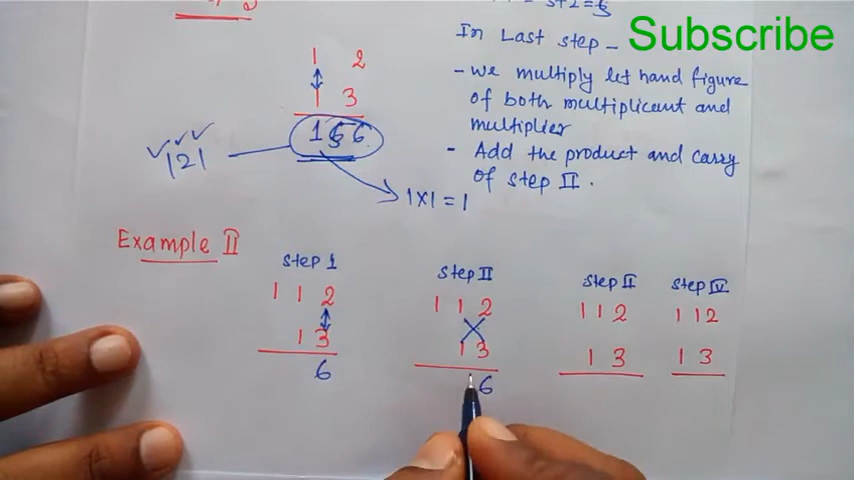 Subscribe
In Last step -
- we multiply left hand figure
of both multiplicant and
multiplier
- Add the product and carry
of step II.
1 2
1 3
156
121
1x1=1
Example II
Step 1
1 1 2
1 3
6
Step II
1 1 2
1 3
6
Step II
1 1 2
1 3
Step IV
1 1 2
1 3